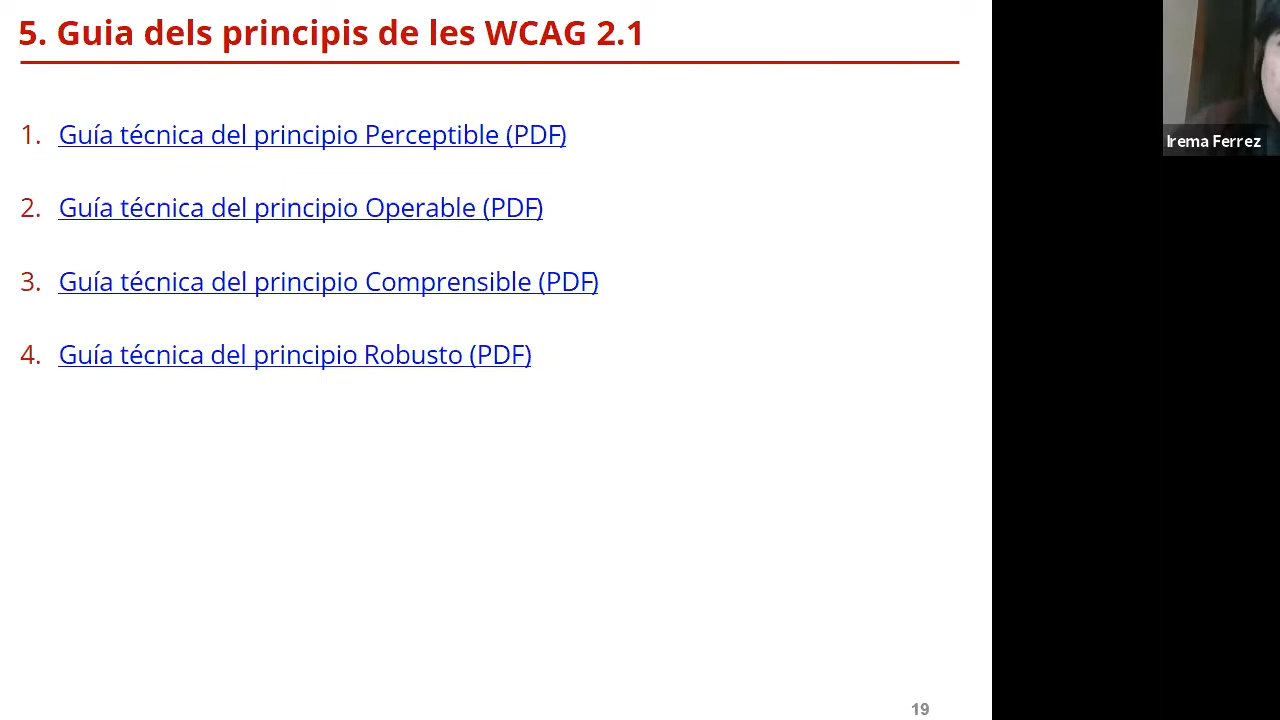 5. Guia dels principis de les WCAG 2.1
1. Guía técnica del principio Perceptible (PDF)
2. Guía técnica del principio Operable (PDF)
3. Guía técnica del principio Comprensible (PDF)
4. Guía técnica del principio Robusto (PDF)
Irema Ferrez
19